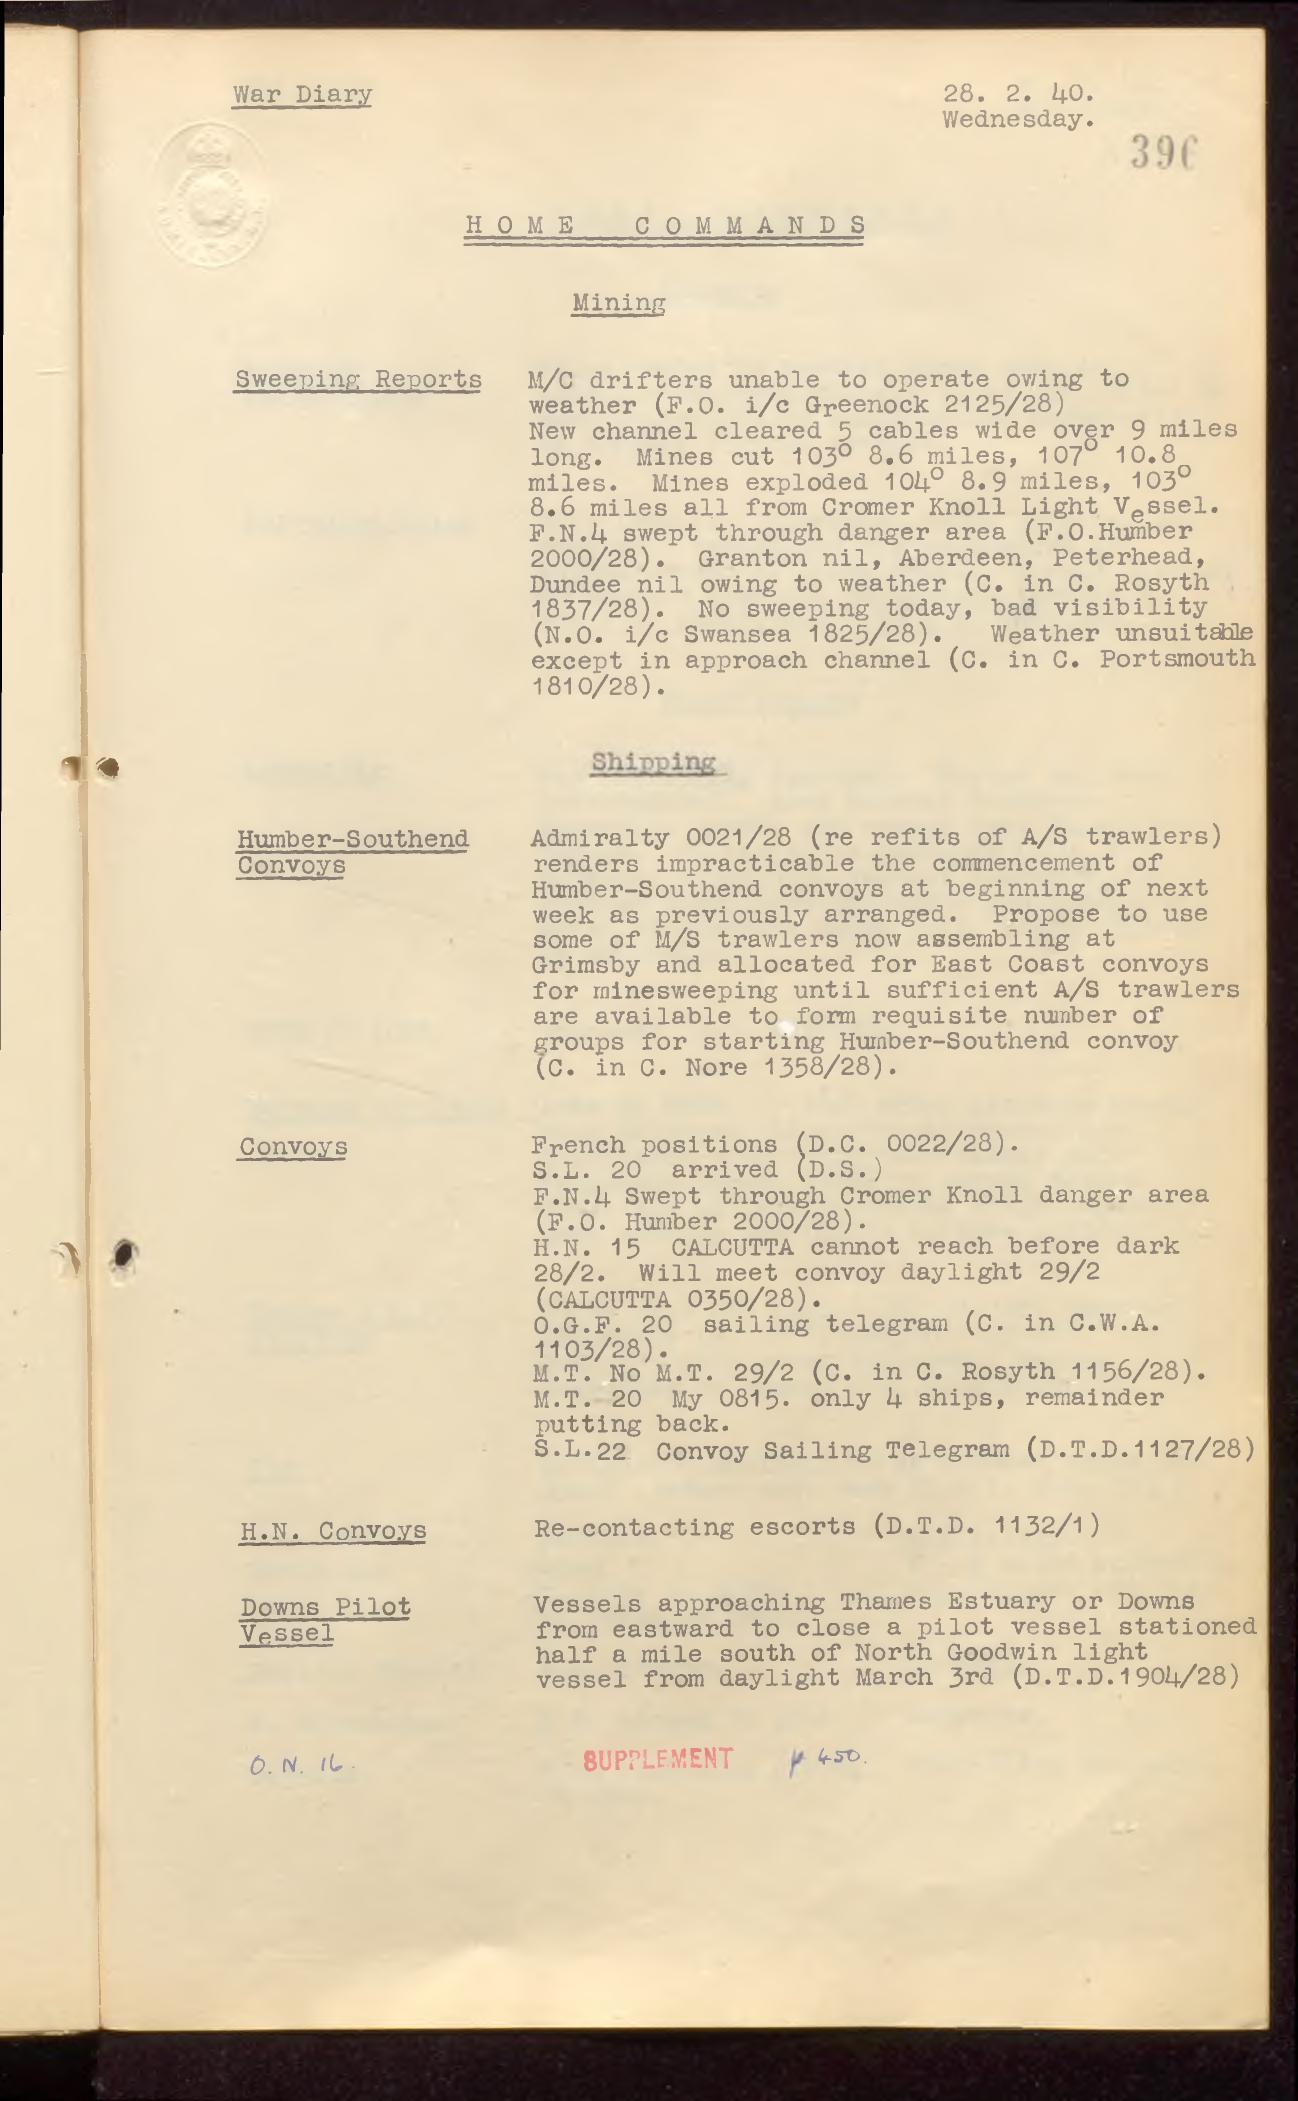 War Diary
28. 2. 40.
Wednesday.
396
HOME COMMANDS
Mining
Sweeping Reports
M/C drifters unable to operate owing to
weather (F.O. i/c Greenock 2125/28)
New channel cleared 5 cables wide over 9 miles
long. Mines cut 103° 8.6 miles, 107° 10.8
miles. Mines exploded 104° 8.9 miles, 103°
8.6 miles all from Cromer Knoll Light Vessel.
F.N.4 swept through danger area (F.O.Humber
2000/28). Granton nil, Aberdeen, Peterhead,
Dundee nil owing to weather (C. in C. Rosyth
1837/28). No sweeping today, bad visibility
(N.O. i/c Swansea 1825/28). Weather unsuitable
except in approach channel (C. in C. Portsmouth
1810/28).
Shipping
Humber-Southend
Convoys
Admiralty 0021/28 (re refits of A/S trawlers)
renders impracticable the commencement of
Humber-Southend convoys at beginning of next
week as previously arranged. Propose to use
some of M/S trawlers now assembling at
Grimsby and allocated for East Coast convoys
for minesweeping until sufficient A/S trawlers
are available to form requisite number of
groups for starting Humber-Southend convoy
(C. in C. Nore 1358/28).
Convoys
French positions (D.C. 0022/28).
S.L. 20 arrived (D.S.)
F.N.4 Swept through Cromer Knoll danger area
(F.O. Humber 2000/28).
H.N. 15 CALCUTTA cannot reach before dark
28/2. Will meet convoy daylight 29/2
(CALCUTTA 0350/28).
O.G.F. 20 sailing telegram (C. in C.W.A.
1103/28).
M.T. No M.T. 29/2 (C. in C. Rosyth 1156/28).
M.T. 20 My 0815. only 4 ships, remainder
putting back.
S.L.22 Convoy Sailing Telegram (D.T.D.1127/28)
H.N. Convoys
Re-contacting escorts (D.T.D. 1132/1)
Downs Pilot
Vessel
Vessels approaching Thames Estuary or Downs
from eastward to close a pilot vessel stationed
half a mile south of North Goodwin light
vessel from daylight March 3rd (D.T.D.1904/28)
O.N. 16.
SUPPLEMENT
p 450.